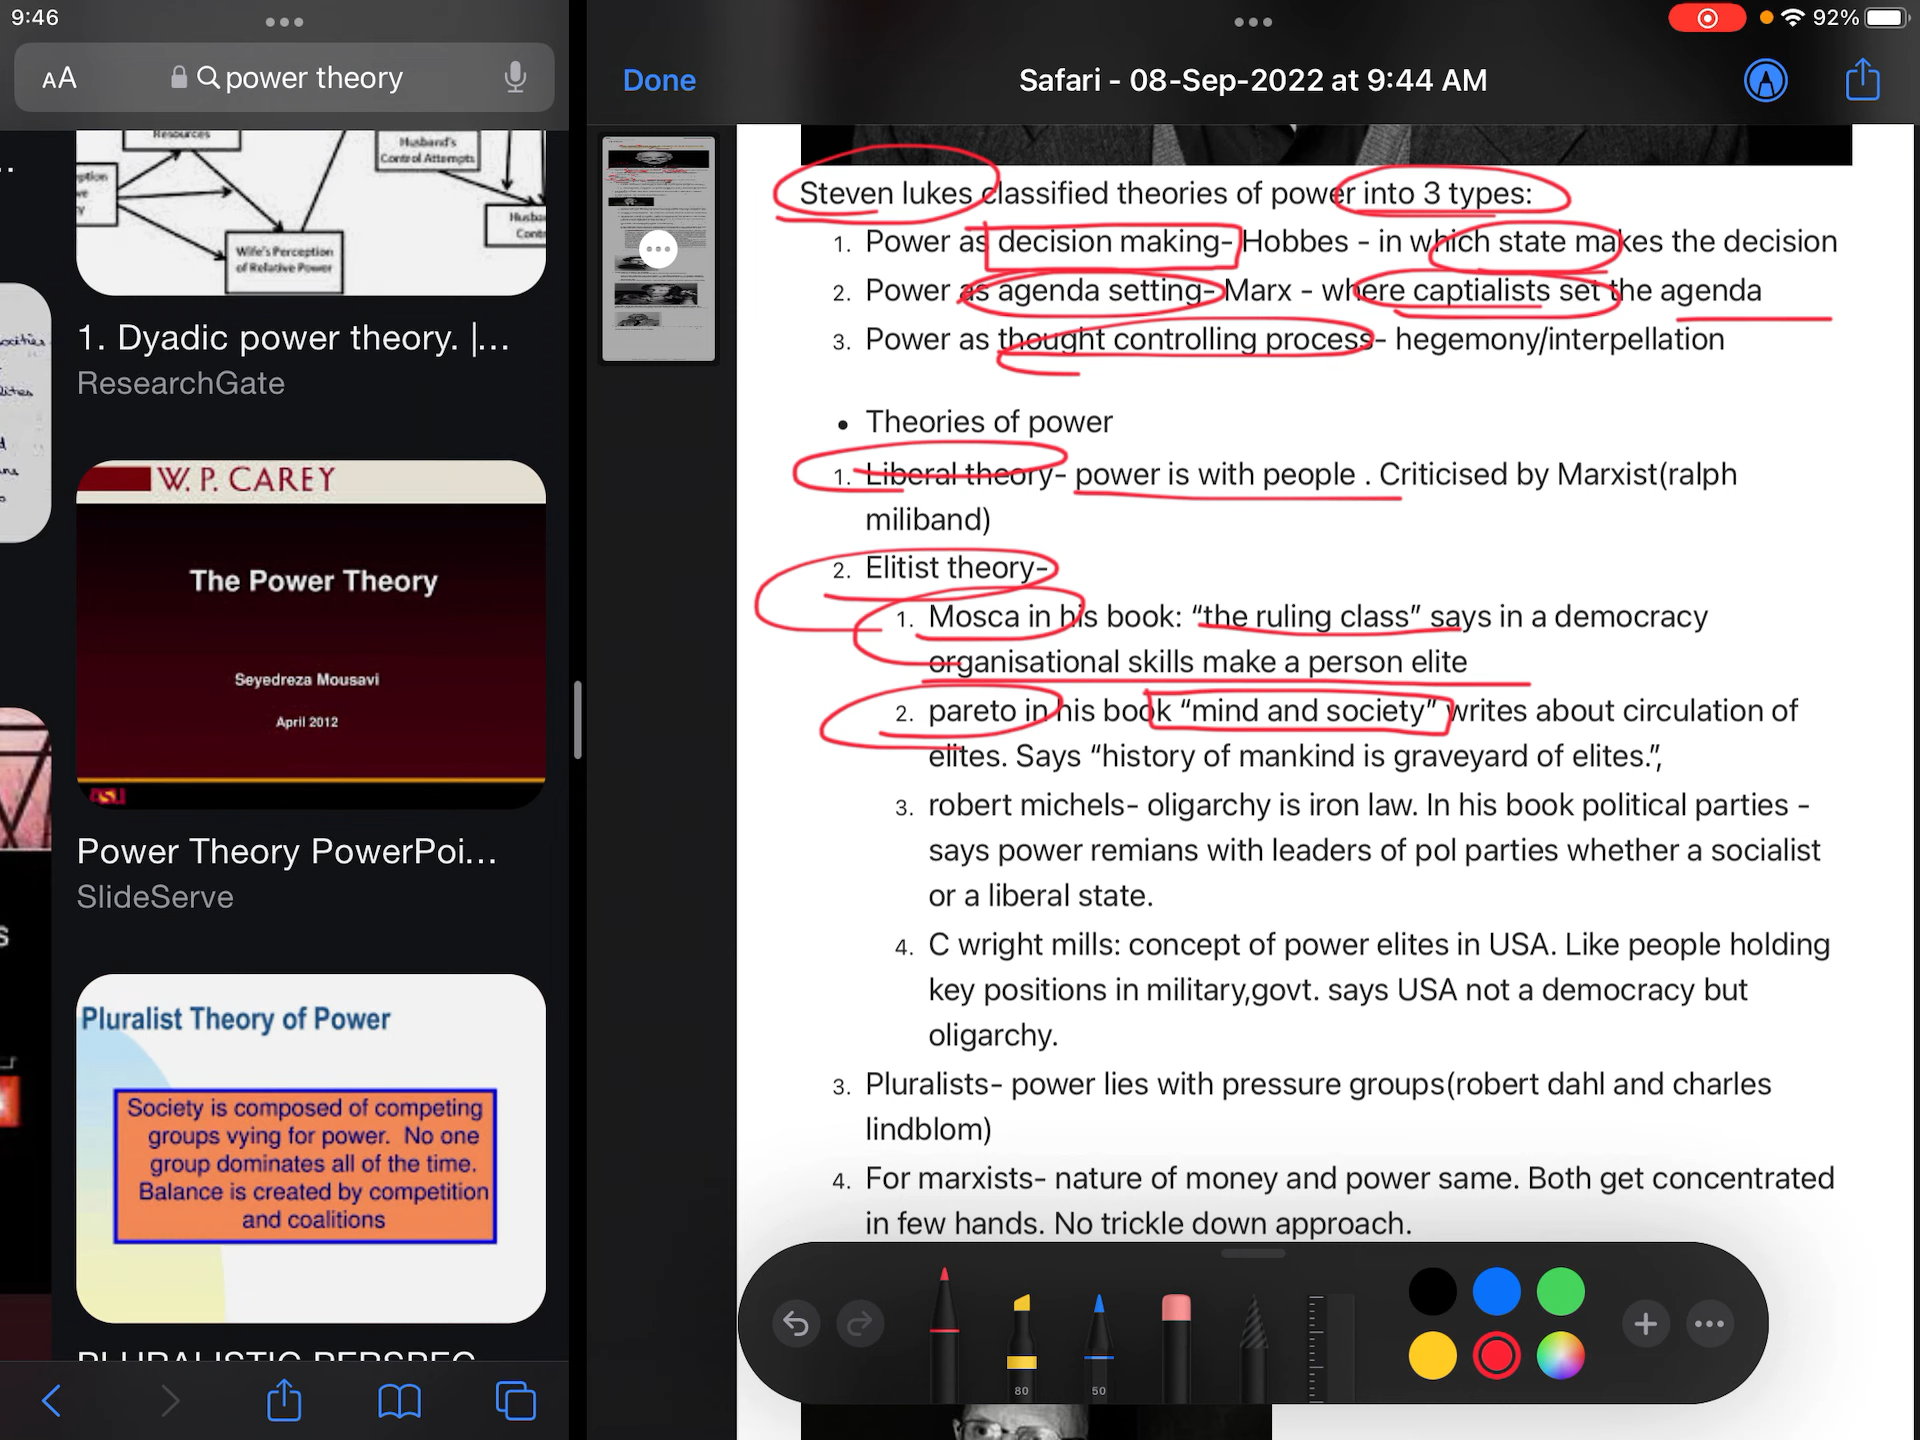 9:46
AA power theory
Resources
Husband's
Control Attempts
Wife's Perception
of Relative Power
1. Dyadic power theory. |...
ResearchGate
W. P. CAREY
The Power Theory
Seyedreza Mousavi
April 2012
Power Theory PowerPoi...
SlideServe
Pluralist Theory of Power
Society is composed of competing
groups vying for power. No one
group dominates all of the time.
Balance is created by competition
and coalitions
92%
Done
Safari - 08-Sep-2022 at 9:44 AM
Steven lukes classified theories of power into 3 types:
1. Power as decision making- Hobbes - in which state makes the decision
2. Power as agenda setting- Marx - where captialists set the agenda
3. Power as thought controlling process- hegemony/interpellation
• Theories of power
1. Liberal theory- power is with people . Criticised by Marxist(ralph
miliband)
2. Elitist theory-
1. Mosca in his book: “the ruling class” says in a democracy
organisational skills make a person elite
2. pareto in his book “mind and society” writes about circulation of
elites. Says “history of mankind is graveyard of elites.”,
3. robert michels- oligarchy is iron law. In his book political parties -
says power remians with leaders of pol parties whether a socialist
or a liberal state.
4. C wright mills: concept of power elites in USA. Like people holding
key positions in military,govt. says USA not a democracy but
oligarchy.
3. Pluralists- power lies with pressure groups(robert dahl and charles
lindblom)
4. For marxists- nature of money and power same. Both get concentrated
in few hands. No trickle down approach.
80
50